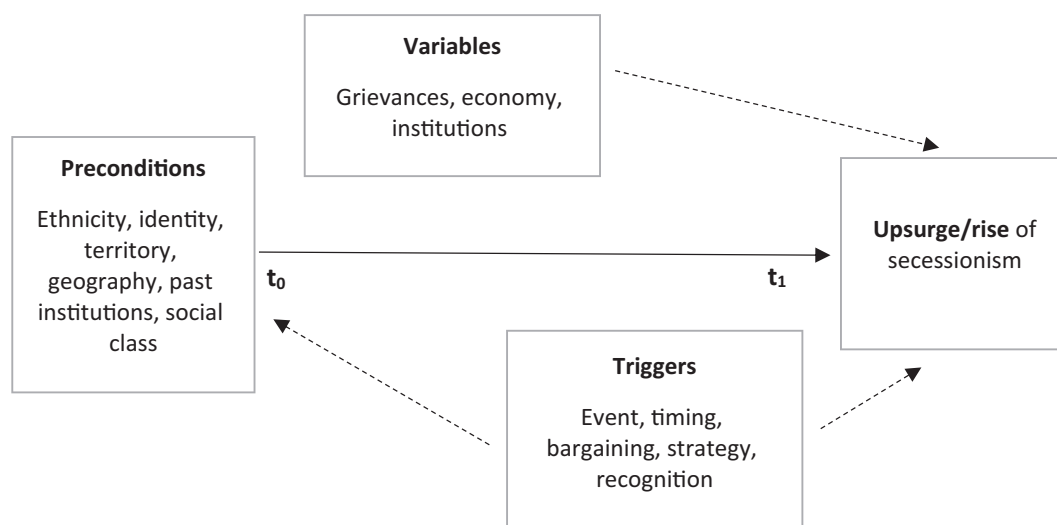 Variables
Grievances, economy,
institutions
Preconditions
Ethnicity, identity,
territory,
geography, past
institutions, social
class
t₀
t₁
Upsurge/rise of
secessionism
Triggers
Event, timing,
bargaining, strategy,
recognition